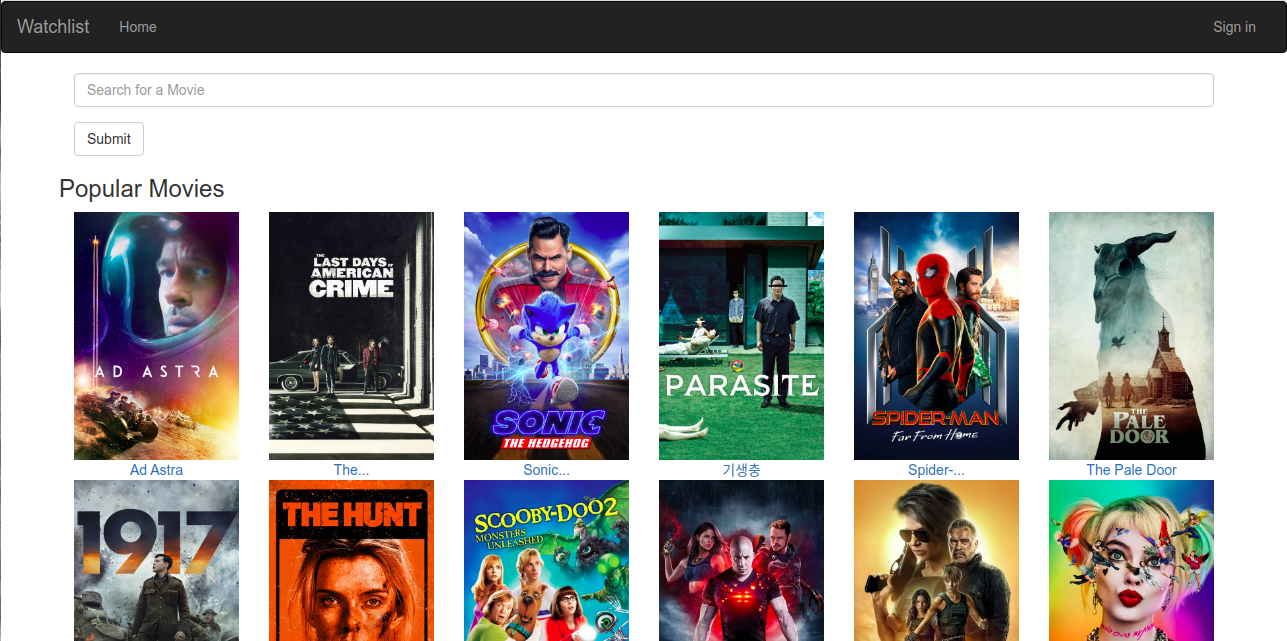 Watchlist Home Sign in
Search for a Movie
Submit
Popular Movies
AD ASTRA
THE
LAST DAYS OF
AMERICAN
CRIME
SONIC
THE HEDGEHOG
PARASITE
SPIDER-MAN
Far From Home
THE
PALE
DOOR
Ad Astra
The...
Sonic...
기생충
Spider-...
The Pale Door
1917
THE HUNT
SCOOBY-DOO 2
MONSTERS
UNLEASHED